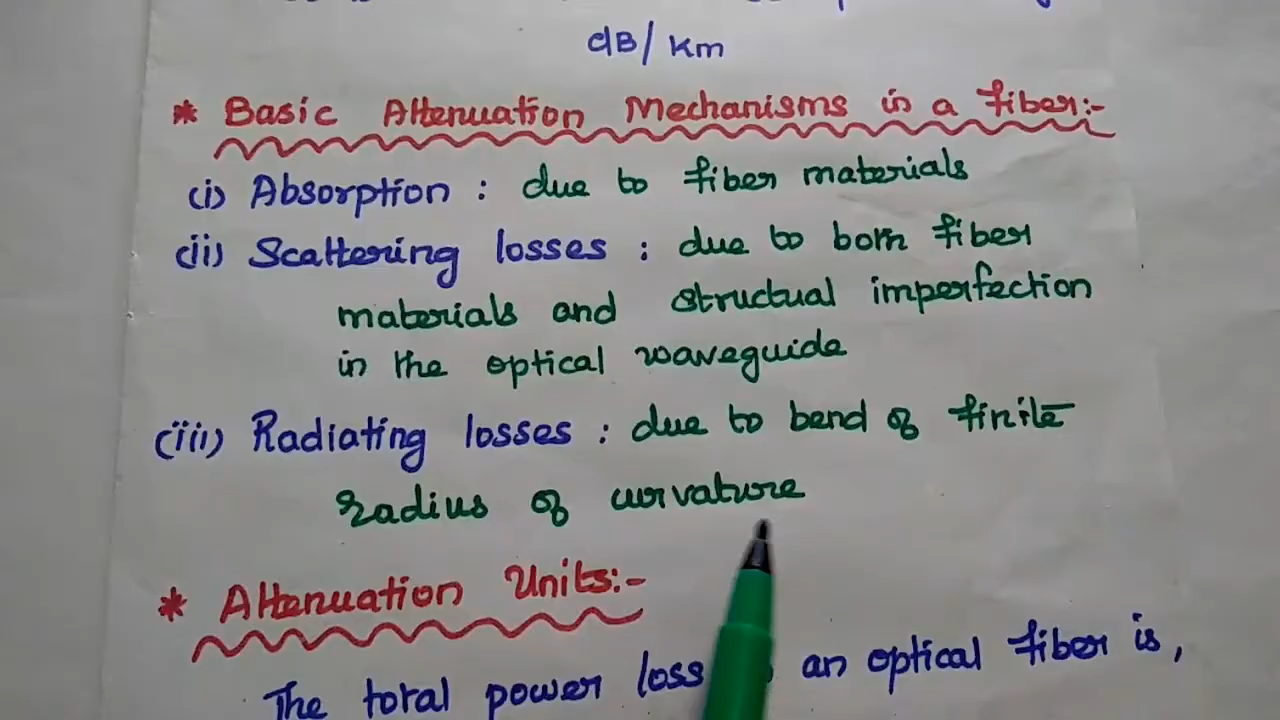 dB/Km
* Basic Attenuation Mechanisms in a fiber:-
(i) Absorption : due to fiber materials
(ii) Scattering losses : due to both fiber
materials and structual imperfection
in the optical waveguide
(iii) Radiating losses : due to bend of finite
radius of curvature
* Attenuation Units:-
The total power loss an optical fiber is,